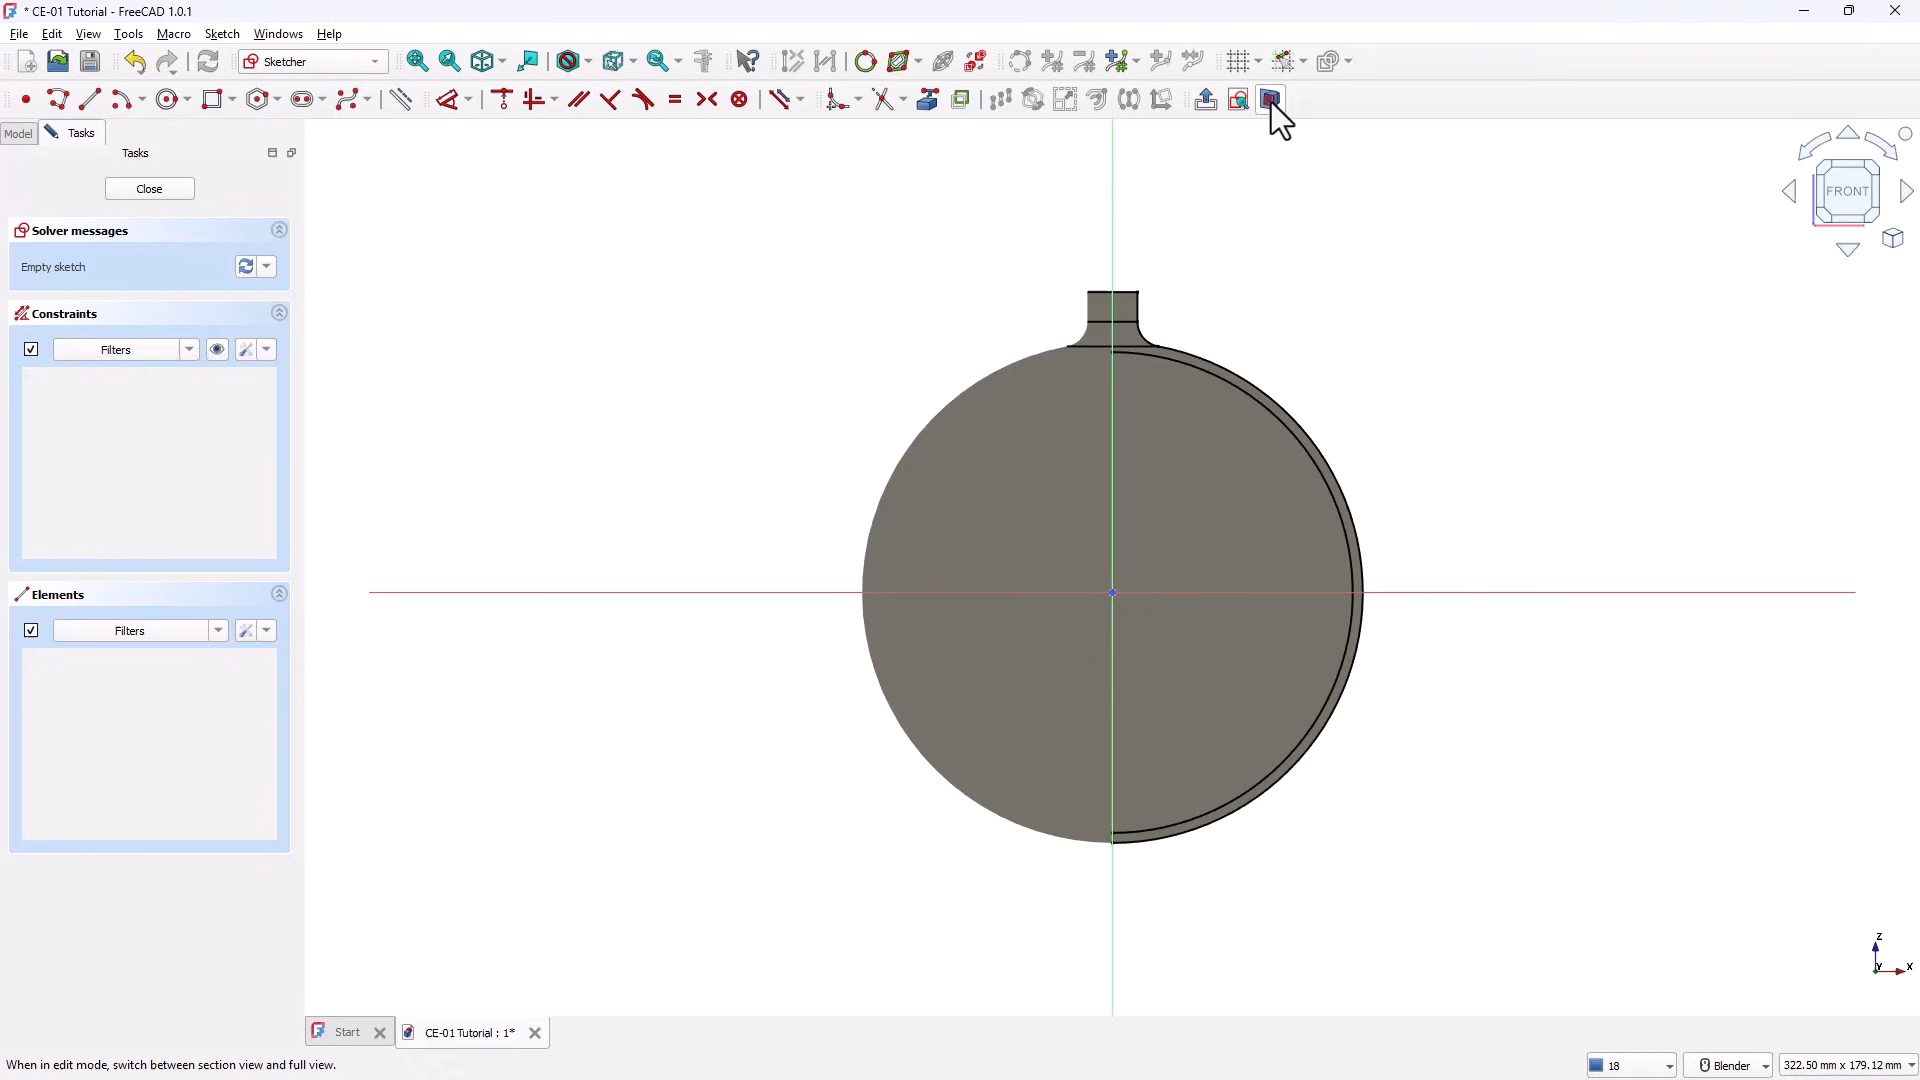 * CE-01 Tutorial - FreeCAD 1.0.1
File Edit View Tools Macro Sketch Windows Help
Sketcher
Model Tasks
Tasks
Close
Solver messages
Empty sketch
Constraints
Filters
Elements
Filters
FRONT
Z
Y X
Start
CE-01 Tutorial : 1*
When in edit mode, switch between section view and full view.
18
Blender
322.50 mm x 179.12 mm